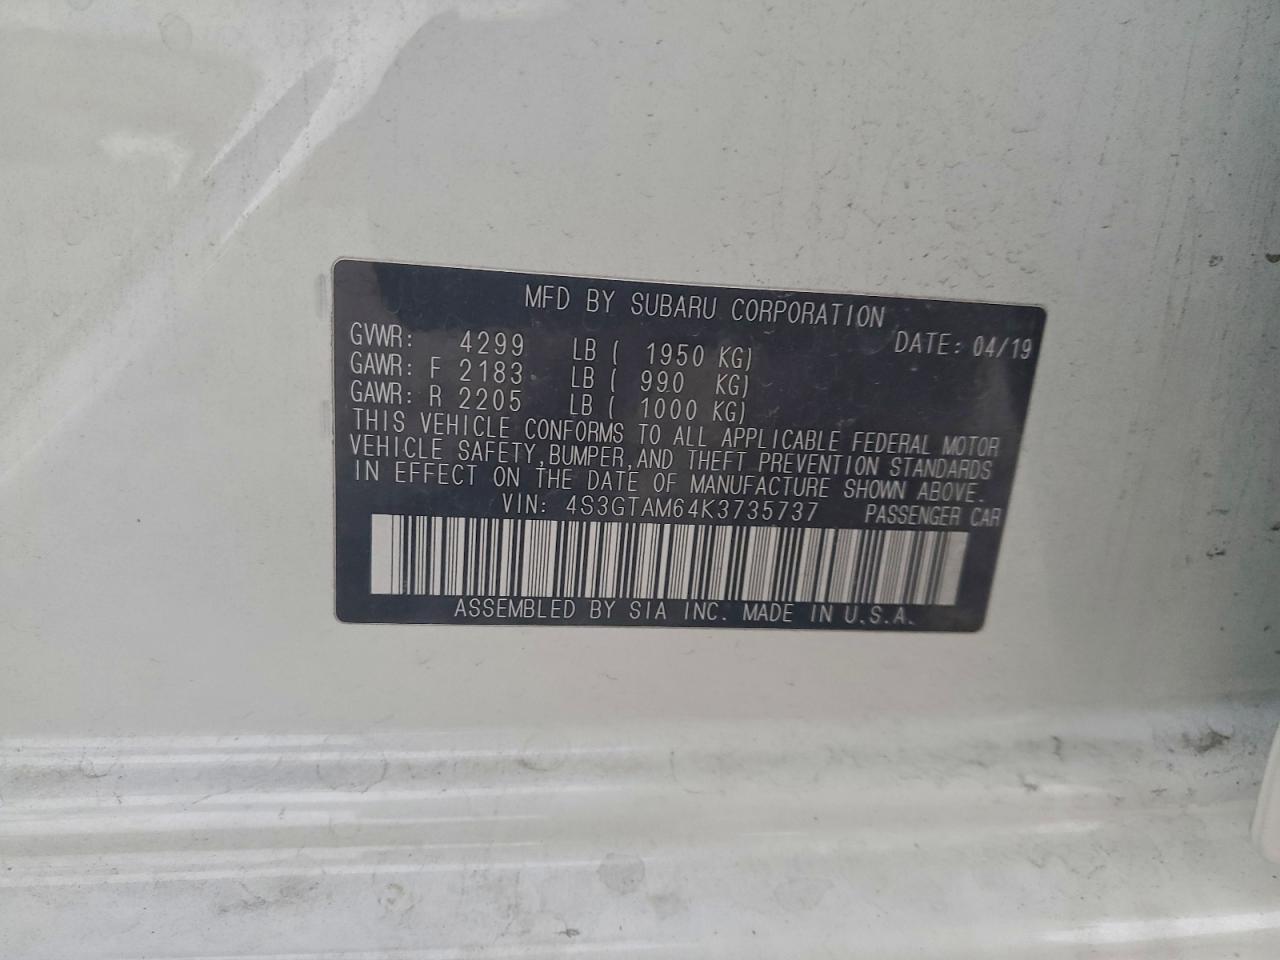 MFD BY SUBARU CORPORATION
GVWR: 4299 LB ( 1950 KG) DATE: 04/19
GAWR: F 2183 LB ( 990 KG)
GAWR: R 2205 LB ( 1000 KG)
THIS VEHICLE CONFORMS TO ALL APPLICABLE FEDERAL MOTOR
VEHICLE SAFETY, BUMPER, AND THEFT PREVENTION STANDARDS
IN EFFECT ON THE DATE OF MANUFACTURE SHOWN ABOVE.
VIN: 4S3GTAM64K3735737 PASSENGER CAR
ASSEMBLED BY SIA INC. MADE IN U.S.A.